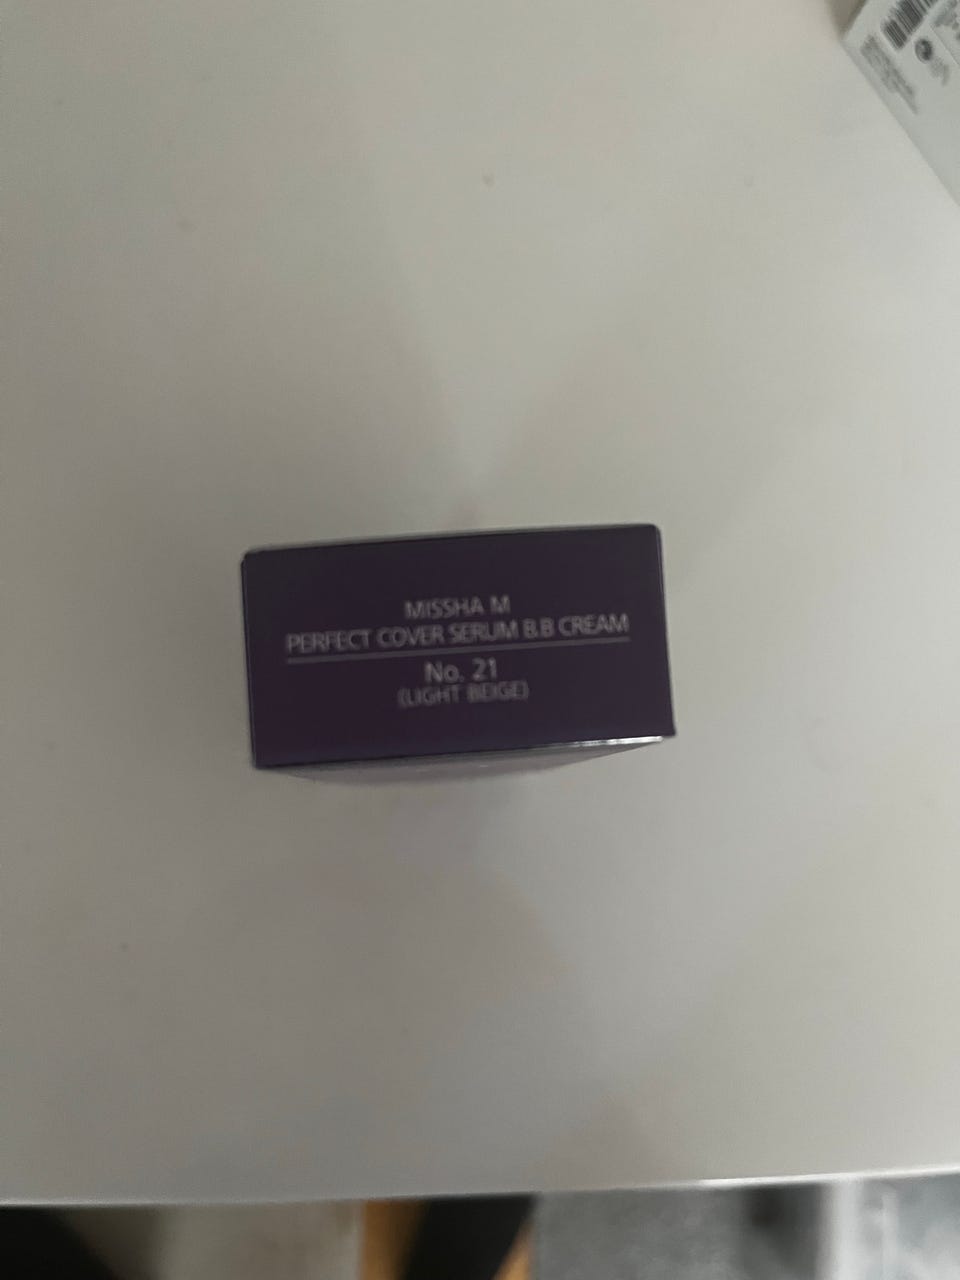 MISSHA M
PERFECT COVER SERUM B.B CREAM
No. 21
(LIGHT BEIGE)